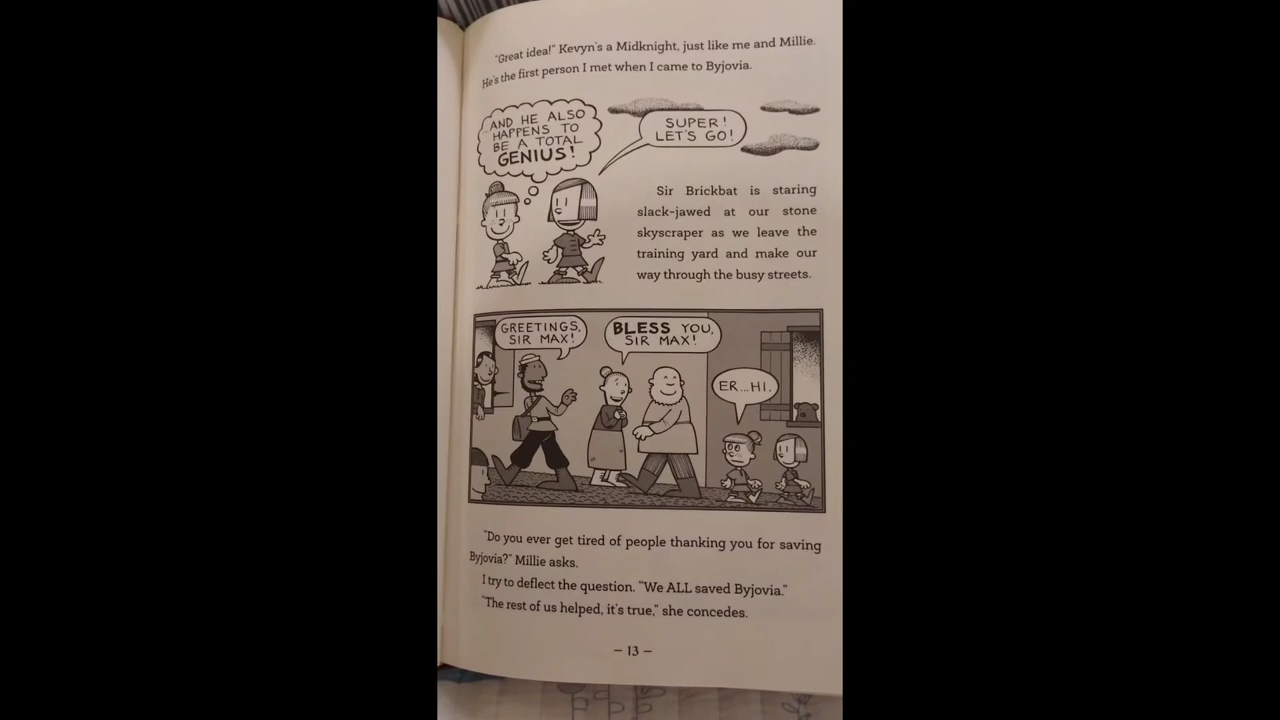 "Great idea!" Kevyn's a Midknight, just like me and Millie.
He's the first person I met when I came to Byjovia.
...AND HE ALSO
HAPPENS TO
BE A TOTAL
GENIUS!
SUPER!
LET'S GO!
Sir Brickbat is staring
slack-jawed at our stone
skyscraper as we leave the
training yard and make our
way through the busy streets.
GREETINGS,
SIR MAX!
BLESS YOU,
SIR MAX!
ER...HI.
"Do you ever get tired of people thanking you for saving
Byjovia?" Millie asks.
I try to deflect the question. "We ALL saved Byjovia."
"The rest of us helped, it's true," she concedes.
– 13 –